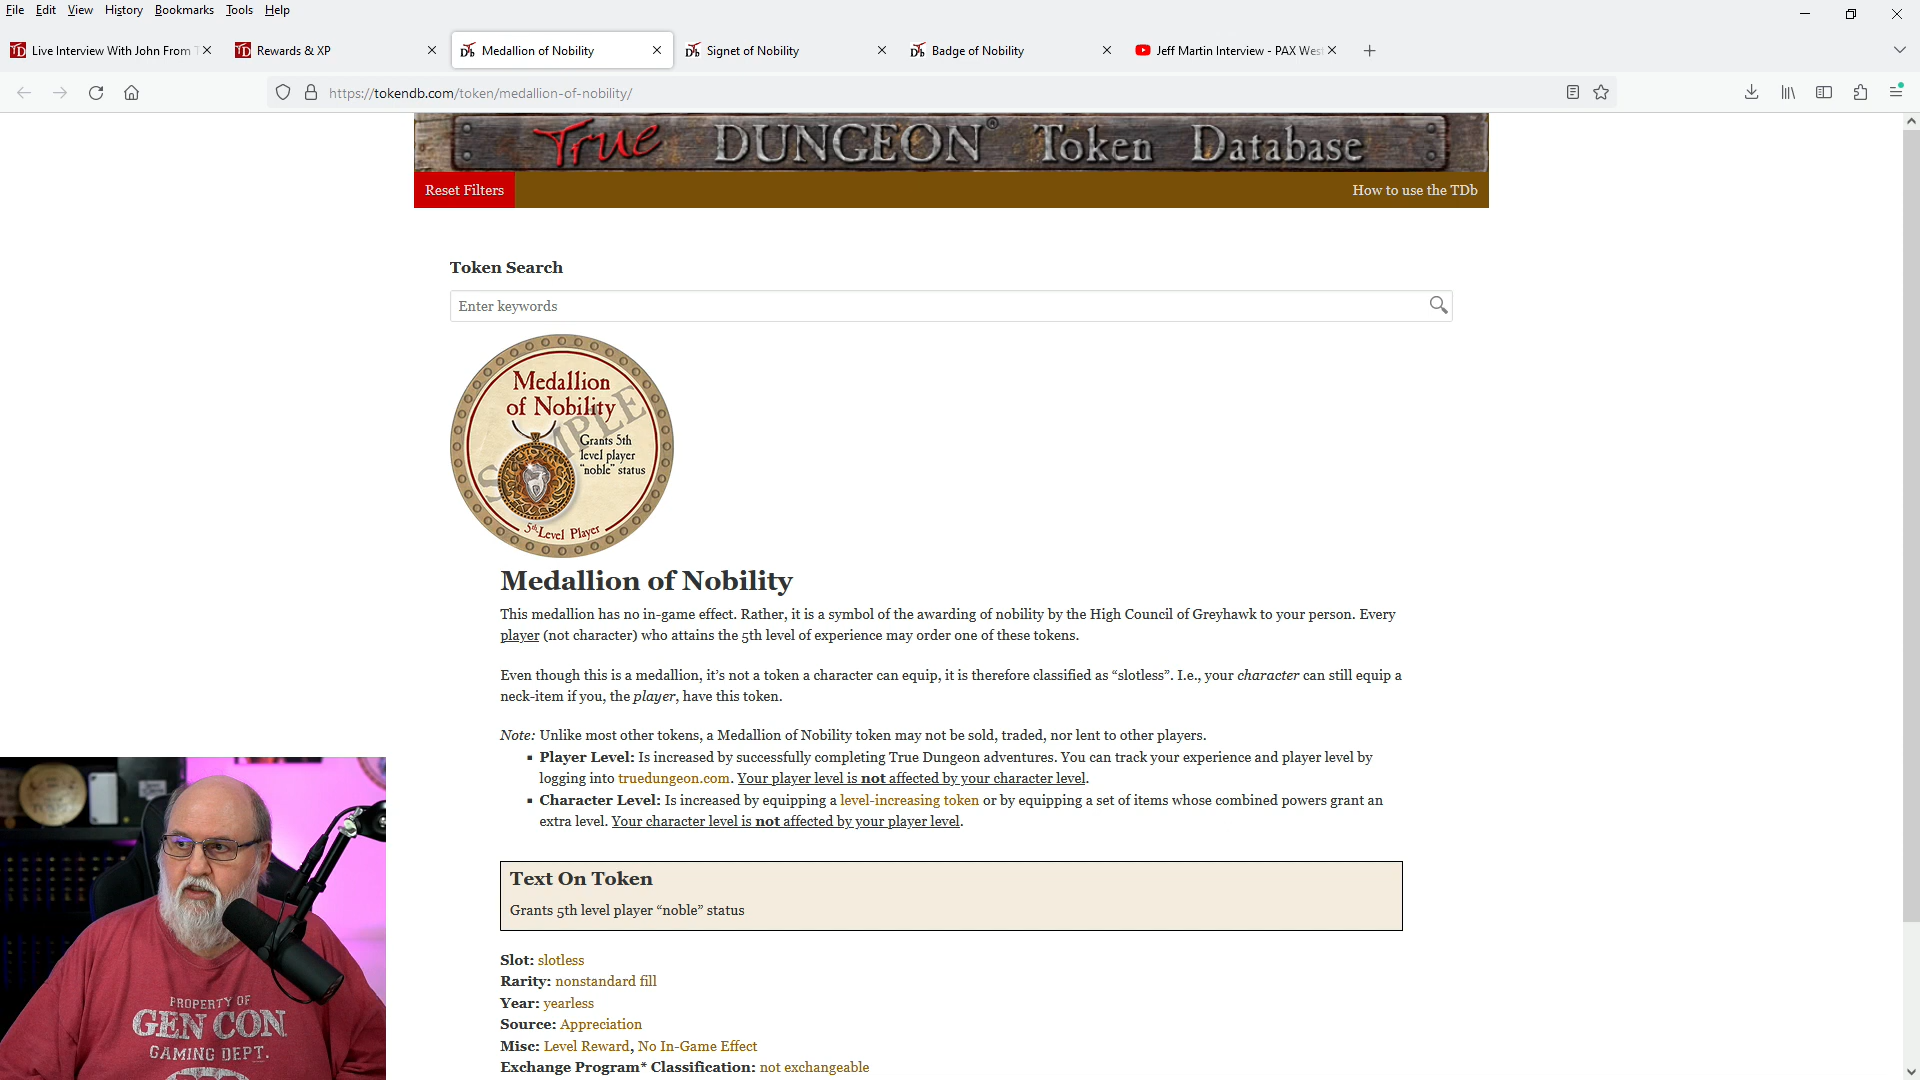 File Edit View History Bookmarks Tools Help
Live Interview With John From T
Rewards & XP
Medallion of Nobility
Signet of Nobility
Badge of Nobility
Jeff Martin Interview - PAX Wes
https://tokendb.com/token/medallion-of-nobility/
True DUNGEON® Token Database
Reset Filters
How to use the TDb
Token Search
Enter keywords
Medallion
of Nobility
Grants 5th
level player
"noble" status
SAMPLE
5th Level Player
Medallion of Nobility
This medallion has no in-game effect. Rather, it is a symbol of the awarding of nobility by the High Council of Greyhawk to your person. Every
player (not character) who attains the 5th level of experience may order one of these tokens.
Even though this is a medallion, it's not a token a character can equip, it is therefore classified as “slotless”. I.e., your character can still equip a
neck-item if you, the player, have this token.
Note: Unlike most other tokens, a Medallion of Nobility token may not be sold, traded, nor lent to other players.
▪ Player Level: Is increased by successfully completing True Dungeon adventures. You can track your experience and player level by
logging into truedungeon.com. Your player level is not affected by your character level.
▪ Character Level: Is increased by equipping a level-increasing token or by equipping a set of items whose combined powers grant an
extra level. Your character level is not affected by your player level.
Text On Token
Grants 5th level player “noble” status
Slot: slotless
Rarity: nonstandard fill
Year: yearless
Source: Appreciation
Misc: Level Reward, No In-Game Effect
Exchange Program* Classification: not exchangeable
PROPERTY OF
GEN CON
GAMING DEPT.